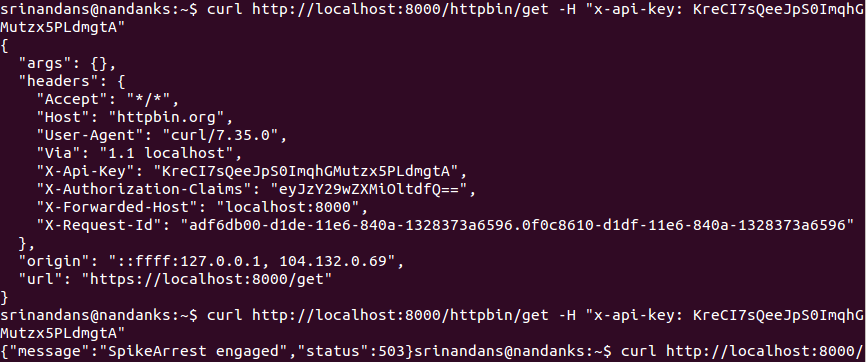 srinandans@nandanks:~$ curl http://localhost:8000/httpbin/get -H "x-api-key: KreCI7sQeeJpS0ImqhG
Mutzx5PLdmgtA"
{
  "args": {},
  "headers": {
    "Accept": "*/*",
    "Host": "httpbin.org",
    "User-Agent": "curl/7.35.0",
    "Via": "1.1 localhost",
    "X-Api-Key": "KreCI7sQeeJpS0ImqhGMutzx5PLdmgtA",
    "X-Authorization-Claims": "eyJzY29wZXMiOltdfQ==",
    "X-Forwarded-Host": "localhost:8000",
    "X-Request-Id": "adf6db00-d1de-11e6-840a-1328373a6596.0f0c8610-d1df-11e6-840a-1328373a6596"
  },
  "origin": "::ffff:127.0.0.1, 104.132.0.69",
  "url": "https://localhost:8000/get"
}
srinandans@nandanks:~$ curl http://localhost:8000/httpbin/get -H "x-api-key: KreCI7sQeeJpS0ImqhG
Mutzx5PLdmgtA"
{"message":"SpikeArrest engaged","status":503}srinandans@nandanks:~$ curl http://localhost:8000/